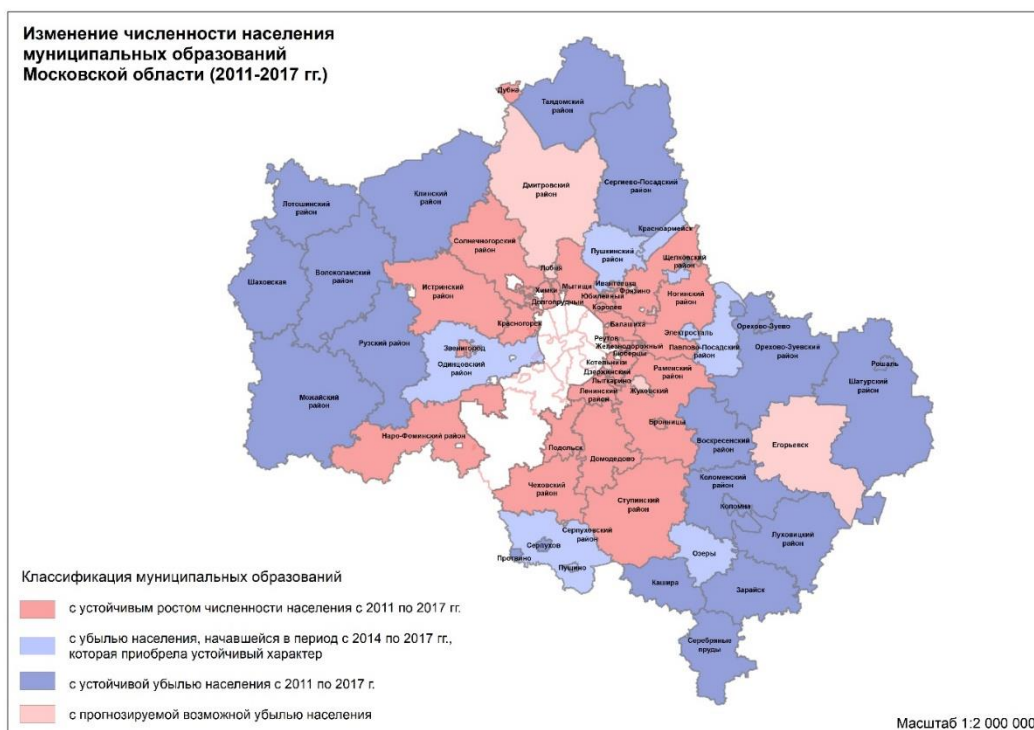 Изменение численности населения
муниципальных образований
Московской области (2011-2017 гг.)
Дубна
Талдомский
район
Дмитровский
район
Сергиево-Посадский
район
Клинский
район
Лотошинский
район
Красноармейск
Солнечногорский
район
Пушкинский
район
Щелковский
район
Шаховская
Волоколамский
район
Лобня
Ивантеевка
Фрязино
Истринский
район
Химки
Мытищи
Юбилейный
Ногинский
район
Долгопрудный
Королёв
Красногорск
Балашиха
Электросталь
Орехово-Зуево
Рузский район
Звенигород
Реутов
Железнодорожный
Павлово-Посадский
район
Орехово-Зуевский
район
Одинцовский
район
Люберцы
Котельники
Рошаль
Дзержинский
Раменский
район
Лыткарино
Шатурский
район
Можайский
район
Ленинский
район
Жуковский
Бронницы
Воскресенский
район
Егорьевск
Наро-Фоминский район
Подольск
Домодедово
Чеховский
район
Ступинский
район
Коломенский
район
Коломна
Серпуховский
район
Серпухов
Луховицкий
район
Протвино
Озеры
Пущино
Кашира
Зарайск
Серебряные
пруды
Классификация муниципальных образований
с устойчивым ростом численности населения с 2011 по 2017 гг.
с убылью населения, начавшейся в период с 2014 по 2017 гг.,
которая приобрела устойчивый характер
с устойчивой убылью населения с 2011 по 2017 г.
с прогнозируемой возможной убылью населения
Масштаб 1:2 000 000